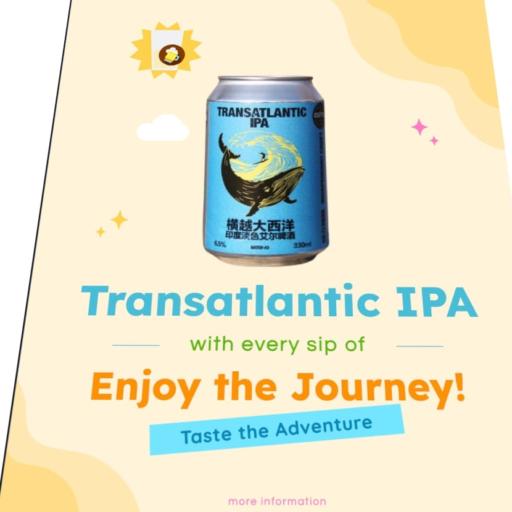 TRANSATLANTIC
IPA
横越大西洋
印度淡色艾尔啤酒
6.5%
330ml
Transatlantic IPA
with every sip of
Enjoy the Journey!
Taste the Adventure
more information